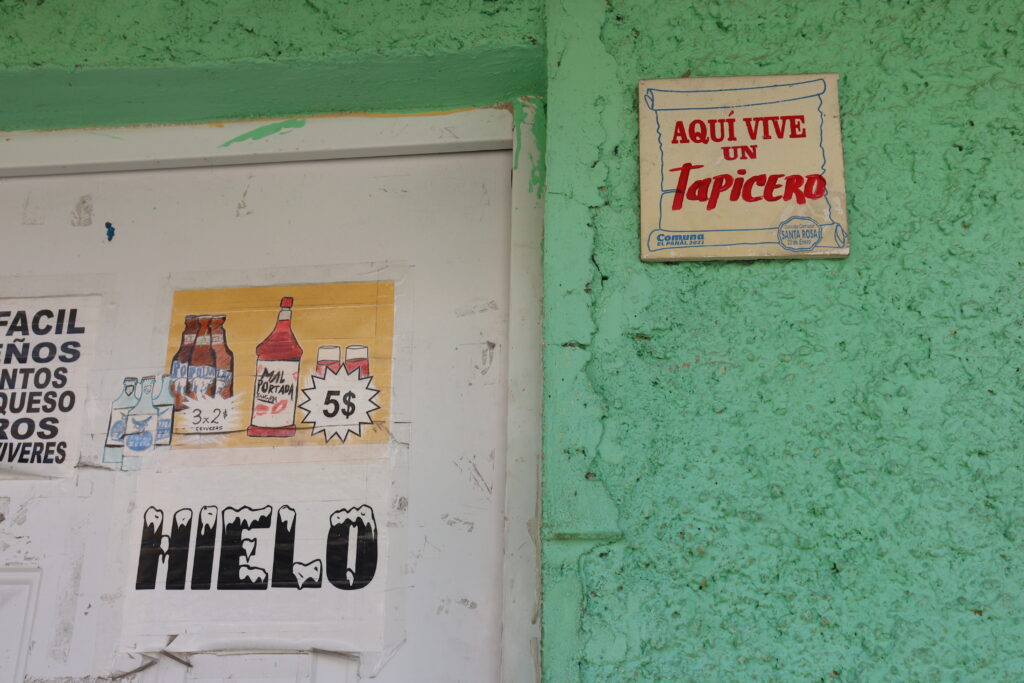 AQUÍ VIVE
UN
TAPICERO
Comuna
EL PANAL 2021
SANTA ROSA
FACIL
EÑOS
NTOS
QUESO
ROS
VIVERES
3x2$
CERVEZAS
MAL
PORTADA
5$
HIELO